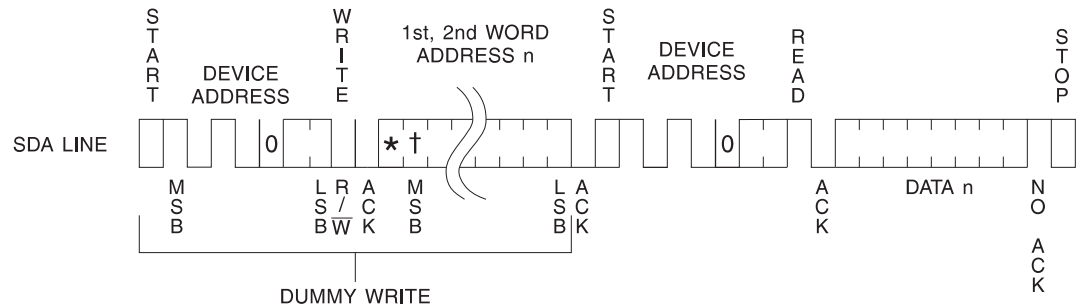 START
WRITE
1st, 2nd WORD
ADDRESS n
START
DEVICE
ADDRESS
READ
STOP
DEVICE
ADDRESS
SDA LINE
0
* †
0
MSB
LSB
R/W̅
ACK
MSB
LSB
ACK
ACK
DATA n
NO ACK
DUMMY WRITE